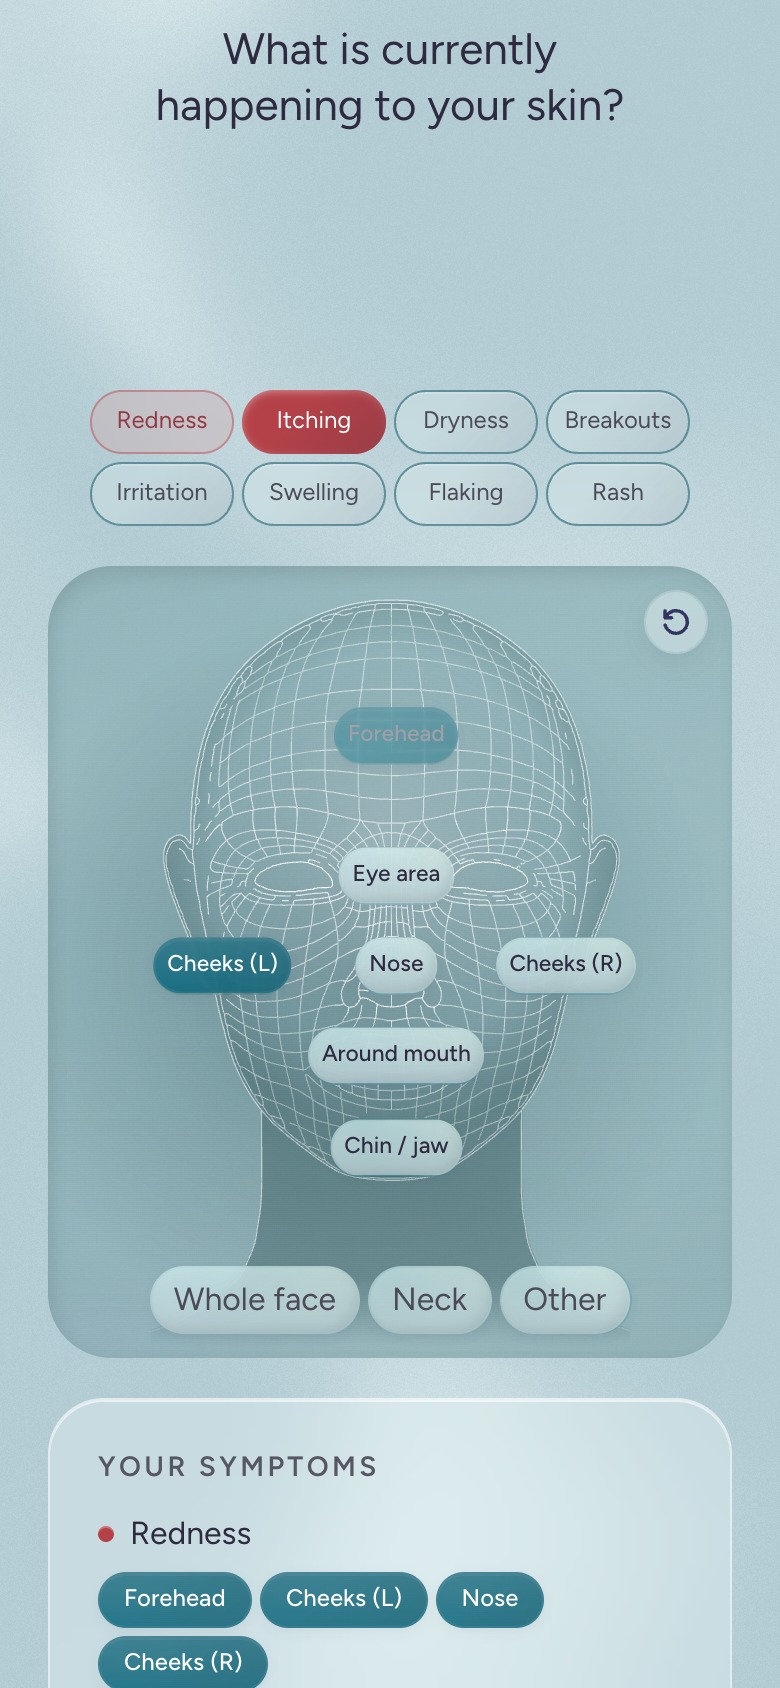 What is currently
happening to your skin?
Redness Itching Dryness Breakouts
Irritation Swelling Flaking Rash
Forehead
Eye area
Cheeks (L) Nose Cheeks (R)
Around mouth
Chin / jaw
Whole face Neck Other
YOUR SYMPTOMS
Redness
Forehead Cheeks (L) Nose
Cheeks (R)